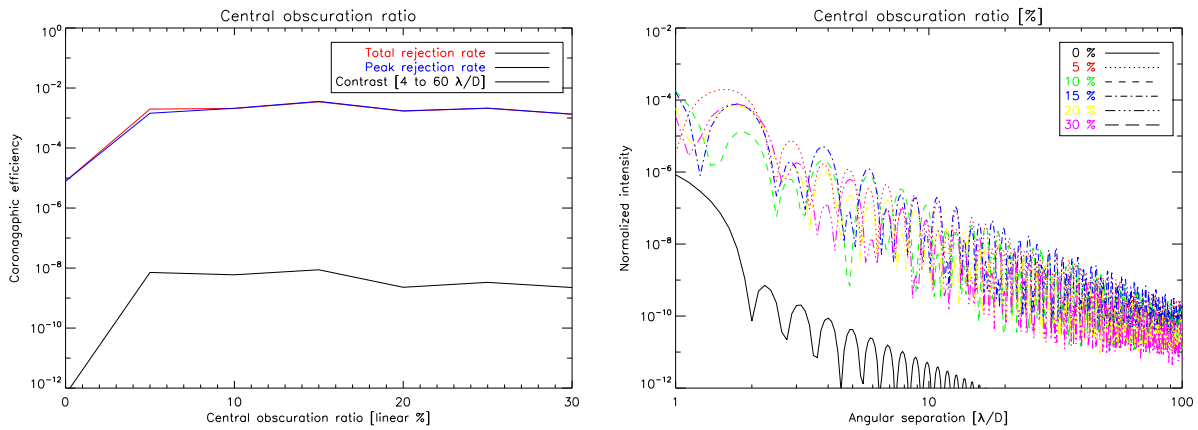 Central obscuration ratio
10^0
10^-2
10^-4
10^-6
10^-8
10^-10
10^-12
Coronagaphic efficiency
Total rejection rate
Peak rejection rate
Contrast [4 to 60 λ/D]
0
10
20
30
Central obscuration ratio [linear %]
Central obscuration ratio [%]
10^-2
10^-4
10^-6
10^-8
10^-10
10^-12
Normalized intensity
0 %
5 %
10 %
15 %
20 %
30 %
1
10
100
Angular separation [λ/D]